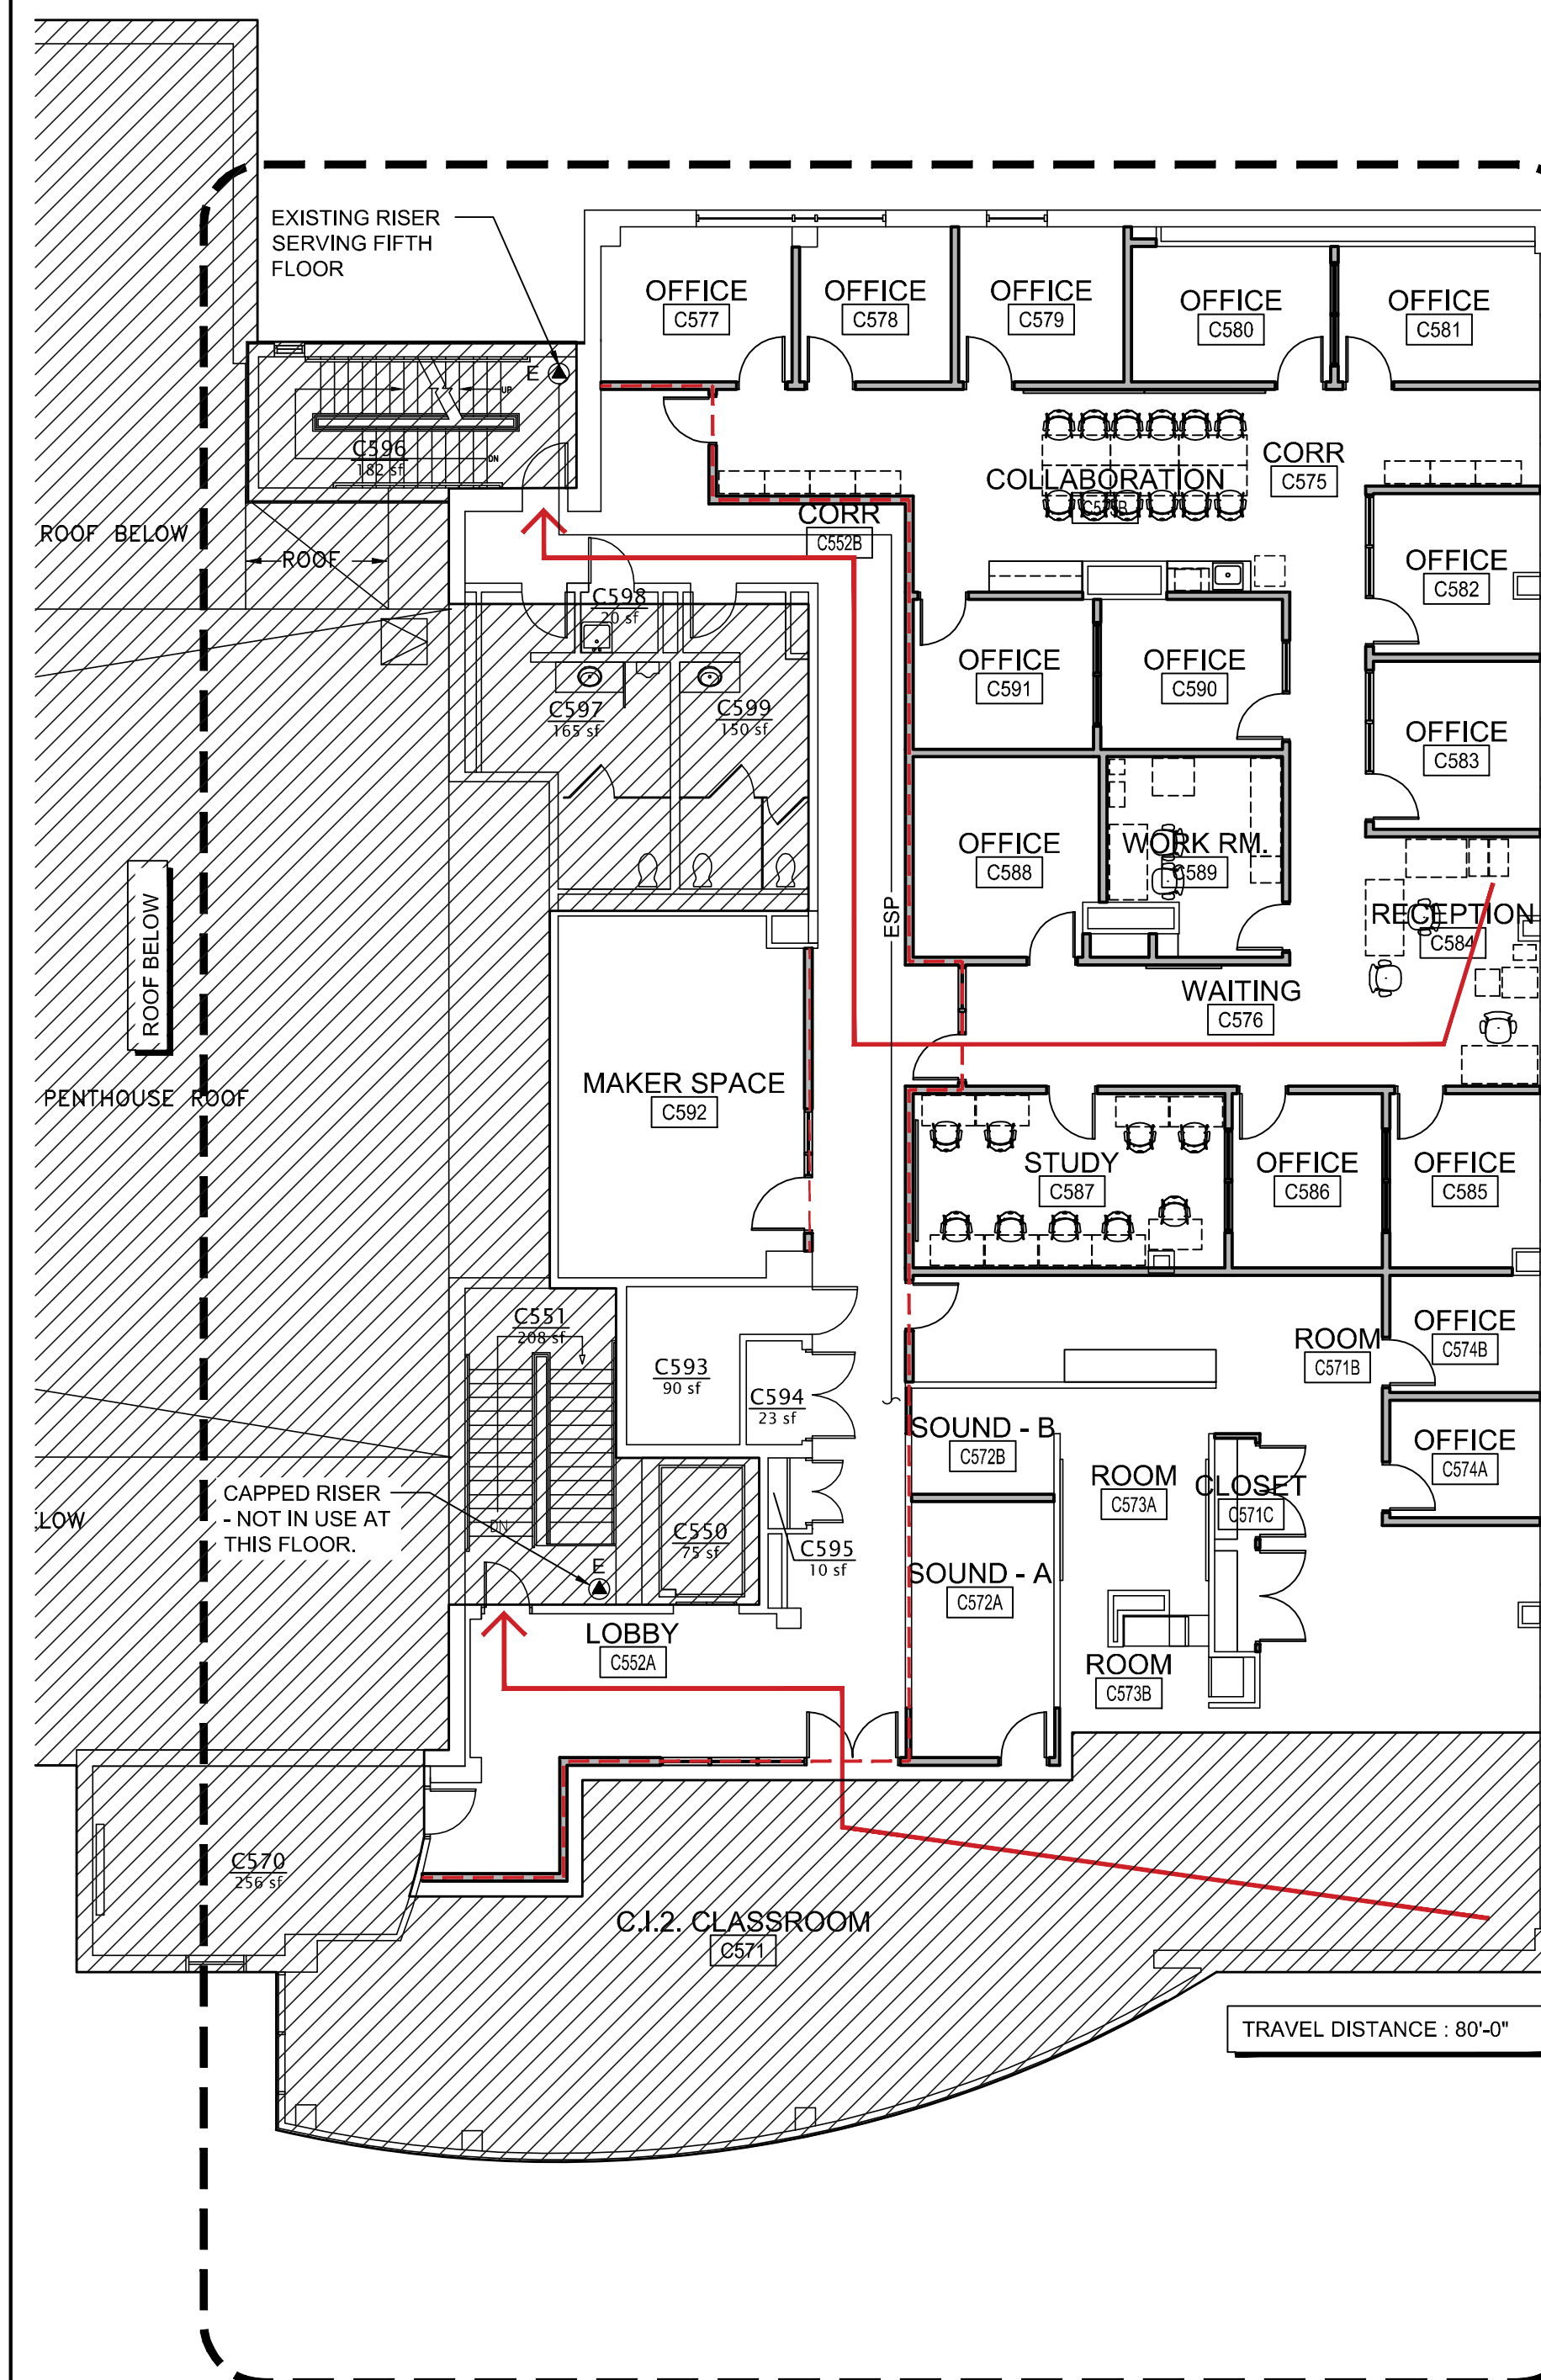 EXISTING RISER
SERVING FIFTH
FLOOR
OFFICE
C577
OFFICE
C578
OFFICE
C579
OFFICE
C580
OFFICE
C581
E
UP
DN
C596
182 sf
ROOF BELOW
ROOF
CORR
C552B
COLLABORATION
C575B
CORR
C575
OFFICE
C582
C598
20 sf
C597
165 sf
C599
150 sf
OFFICE
C591
OFFICE
C590
OFFICE
C583
OFFICE
C588
WORK RM.
C589
ESP
RECEPTION
C584
ROOF BELOW
WAITING
C576
PENTHOUSE ROOF
MAKER SPACE
C592
STUDY
C587
OFFICE
C586
OFFICE
C585
C551
208 sf
C593
90 sf
C594
23 sf
ROOM
C571B
OFFICE
C574B
SOUND - B
C572B
ROOM
C573A
CLOSET
C571C
OFFICE
C574A
LOW
CAPPED RISER
- NOT IN USE AT
THIS FLOOR.
DN
E
C550
75 sf
C595
10 sf
SOUND - A
C572A
LOBBY
C552A
ROOM
C573B
C570
256 sf
C.I.2. CLASSROOM
C571
TRAVEL DISTANCE : 80'-0"